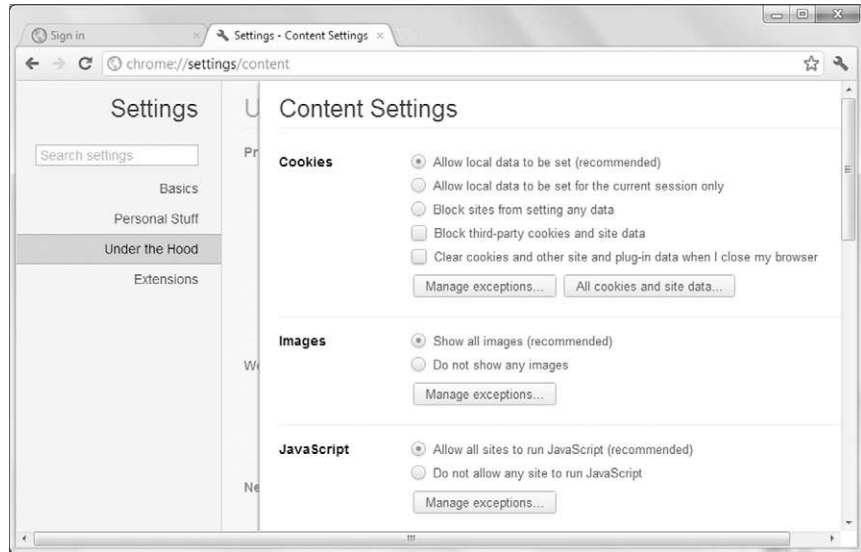 Sign in
Settings - Content Settings
chrome://settings/content
Settings
Search settings
Basics
Personal Stuff
Under the Hood
Extensions
U
Pr
We
Ne
Content Settings
Cookies
Allow local data to be set (recommended)
Allow local data to be set for the current session only
Block sites from setting any data
Block third-party cookies and site data
Clear cookies and other site and plug-in data when I close my browser
Manage exceptions... All cookies and site data...
Images
Show all images (recommended)
Do not show any images
Manage exceptions...
JavaScript
Allow all sites to run JavaScript (recommended)
Do not allow any site to run JavaScript
Manage exceptions...